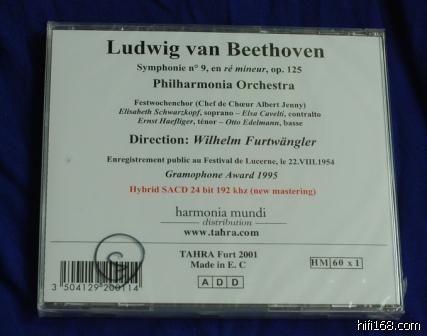 Ludwig van Beethoven
Symphonie n° 9, en ré mineur, op. 125
Philharmonia Orchestra
Festwochenchor (Chef de Chœur Albert Jenny)
Elisabeth Schwarzkopf, soprano – Elsa Cavelti, contralto
Ernst Haefliger, ténor – Otto Edelmann, basse
Direction: Wilhelm Furtwängler
Enregistrement public au Festival de Lucerne, le 22.VIII.1954
Gramophone Award 1995
Hybrid SACD 24 bit 192 khz (new mastering)
harmonia mundi
distribution
www.tahra.com
TAHRA Furt 2001
Made in E. C
HM 60 x 1
3 504129 200114
A D D
hifi168.com